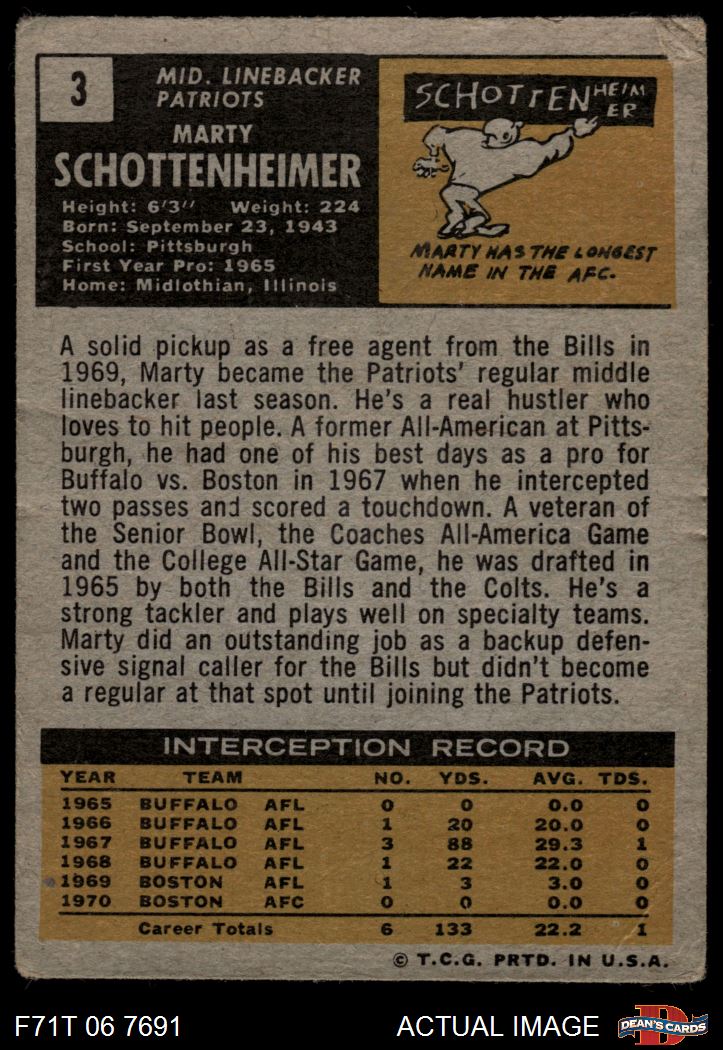 3
MID. LINEBACKER
PATRIOTS
MARTY
SCHOTTENHEIMER
Height: 6'3" Weight: 224
Born: September 23, 1943
School: Pittsburgh
First Year Pro: 1965
Home: Midlothian, Illinois
SCHOTTENHEIM
ER
MARTY HAS THE LONGEST
NAME IN THE AFC.
A solid pickup as a free agent from the Bills in
1969, Marty became the Patriots' regular middle
linebacker last season. He's a real hustler who
loves to hit people. A former All-American at Pitts-
burgh, he had one of his best days as a pro for
Buffalo vs. Boston in 1967 when he intercepted
two passes and scored a touchdown. A veteran of
the Senior Bowl, the Coaches All-America Game
and the College All-Star Game, he was drafted in
1965 by both the Bills and the Colts. He's a
strong tackler and plays well on specialty teams.
Marty did an outstanding job as a backup defen-
sive signal caller for the Bills but didn't become
a regular at that spot until joining the Patriots.
INTERCEPTION RECORD
YEAR TEAM NO. YDS. AVG. TDS.
1965 BUFFALO AFL 0 0 0.0 0
1966 BUFFALO AFL 1 20 20.0 0
1967 BUFFALO AFL 3 88 29.3 1
1968 BUFFALO AFL 1 22 22.0 0
1969 BOSTON AFL 1 3 3.0 0
1970 BOSTON AFC 0 0 0.0 0
Career Totals 6 133 22.2 1
© T.C.G. PRTD. IN U.S.A.
F71T 06 7691 ACTUAL IMAGE
D
DEAN'S CARDS